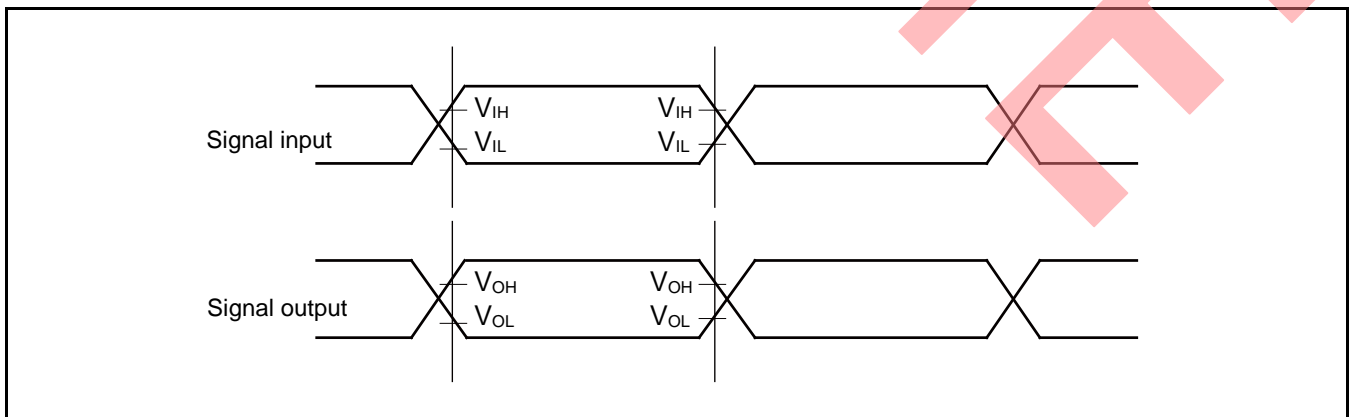 VIH VIH
Signal input
VIL VIL
VOH VOH
Signal output
VOL VOL